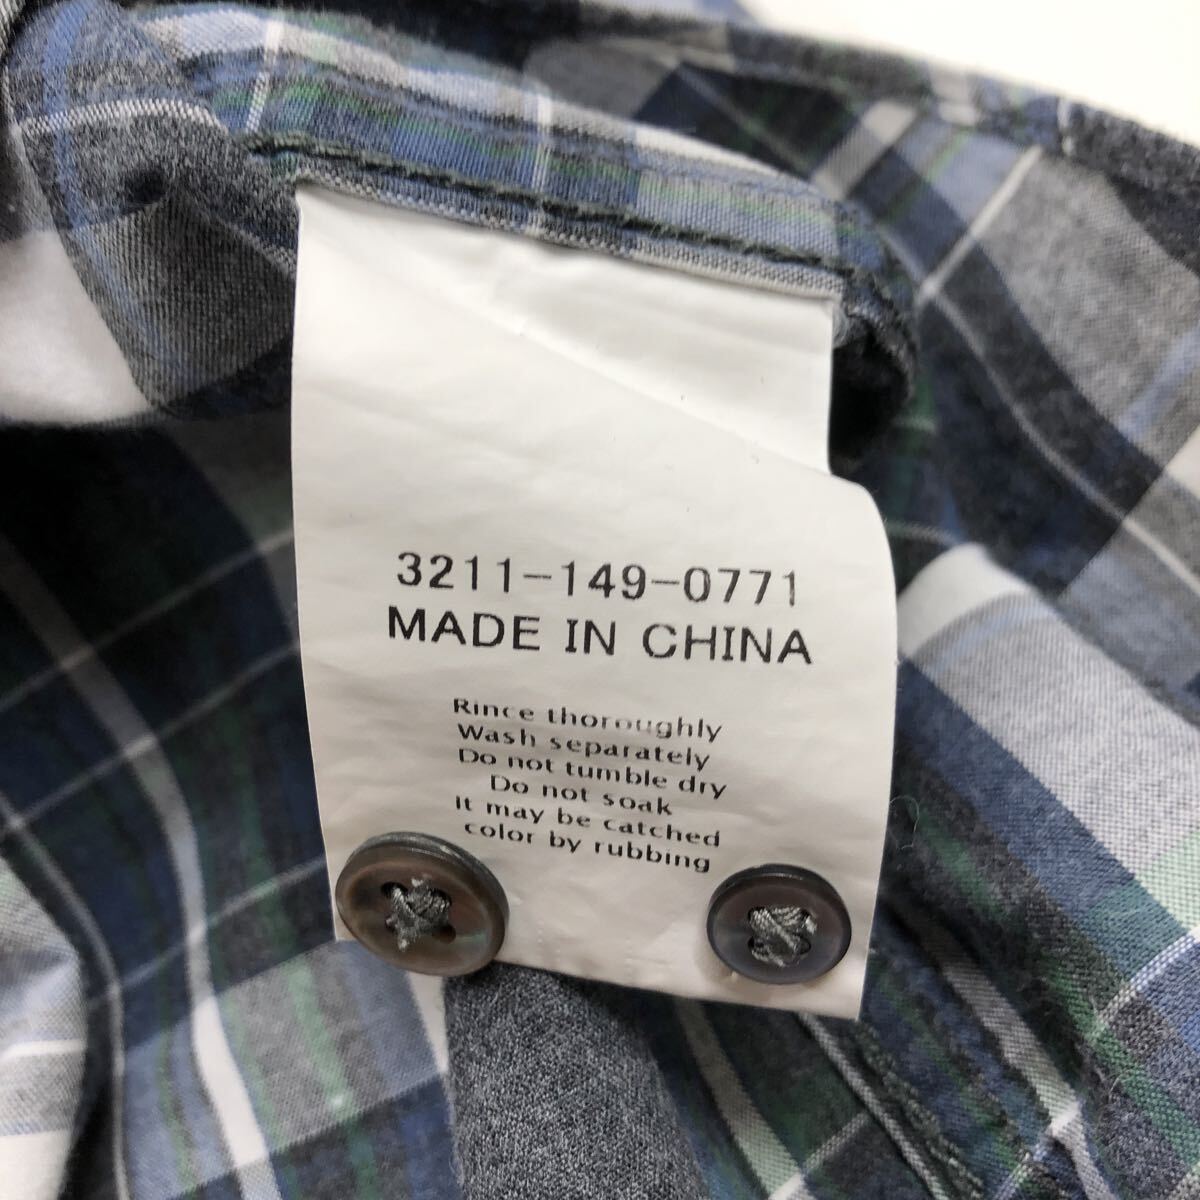 3211-149-0771
MADE IN CHINA
Rince thoroughly
Wash separately
Do not tumble dry
Do not soak
It may be catched
color by rubbing